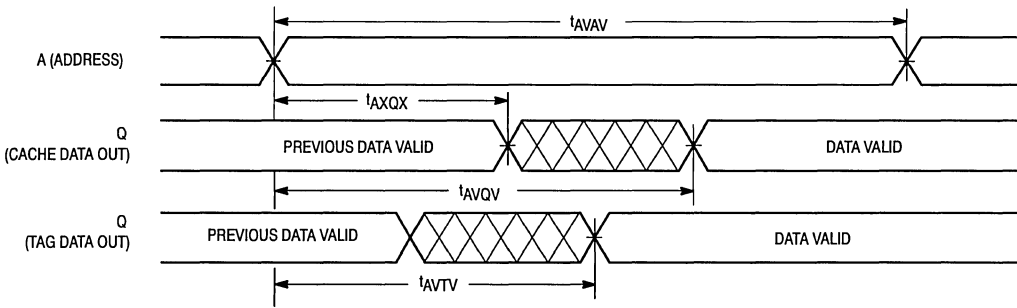 tAVAV
A (ADDRESS)
tAXQX
Q
(CACHE DATA OUT)
PREVIOUS DATA VALID
DATA VALID
tAVQV
Q
(TAG DATA OUT)
PREVIOUS DATA VALID
DATA VALID
tAVTV